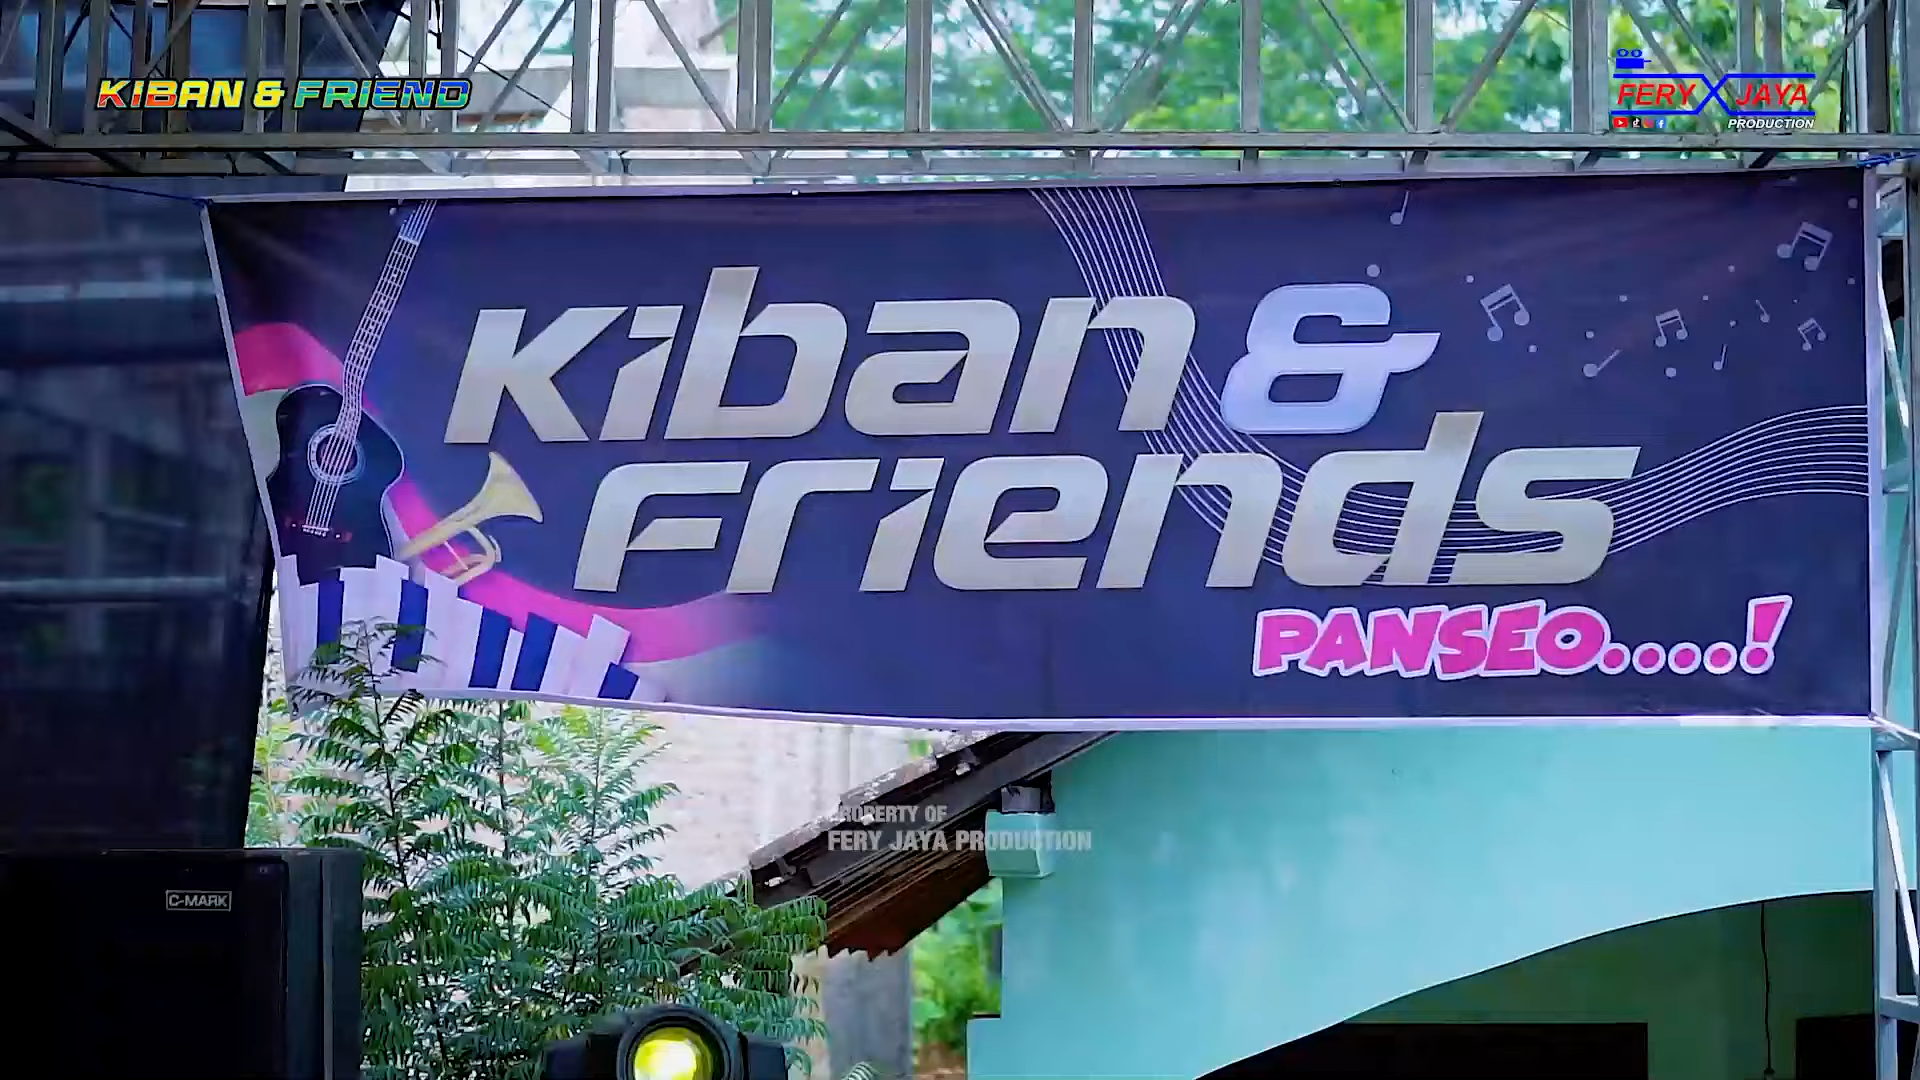 KIBAN & FRIEND
FERY JAYA
PRODUCTION
Kiban &
Friends
PANSEO....!
PROPERTY OF
FERY JAYA PRODUCTION
C-MARK